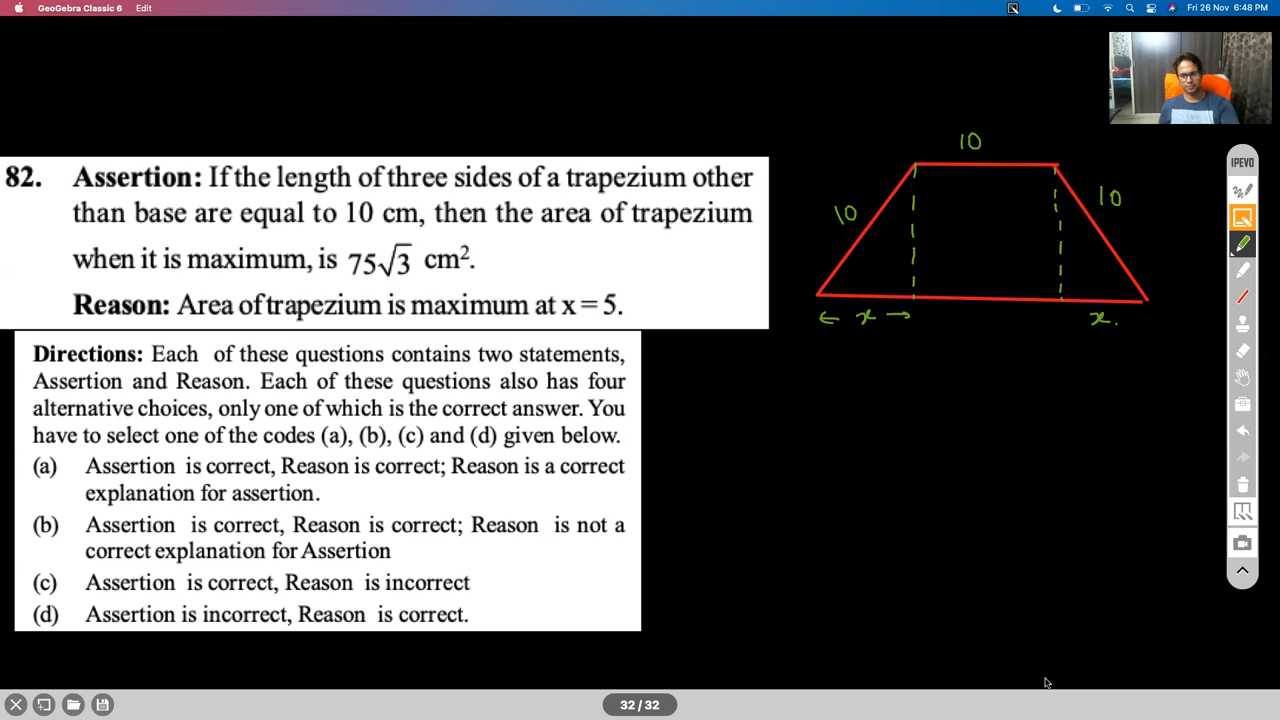 GeoGebra Classic 6 Edit Fri 26 Nov 6:48 PM
82. Assertion: If the length of three sides of a trapezium other
than base are equal to 10 cm, then the area of trapezium
when it is maximum, is 75√3 cm².
Reason: Area of trapezium is maximum at x = 5.
Directions: Each of these questions contains two statements,
Assertion and Reason. Each of these questions also has four
alternative choices, only one of which is the correct answer. You
have to select one of the codes (a), (b), (c) and (d) given below.
(a) Assertion is correct, Reason is correct; Reason is a correct
explanation for assertion.
(b) Assertion is correct, Reason is correct; Reason is not a
correct explanation for Assertion
(c) Assertion is correct, Reason is incorrect
(d) Assertion is incorrect, Reason is correct.
10
10
10
← x →
x.
IPEVO
32 / 32